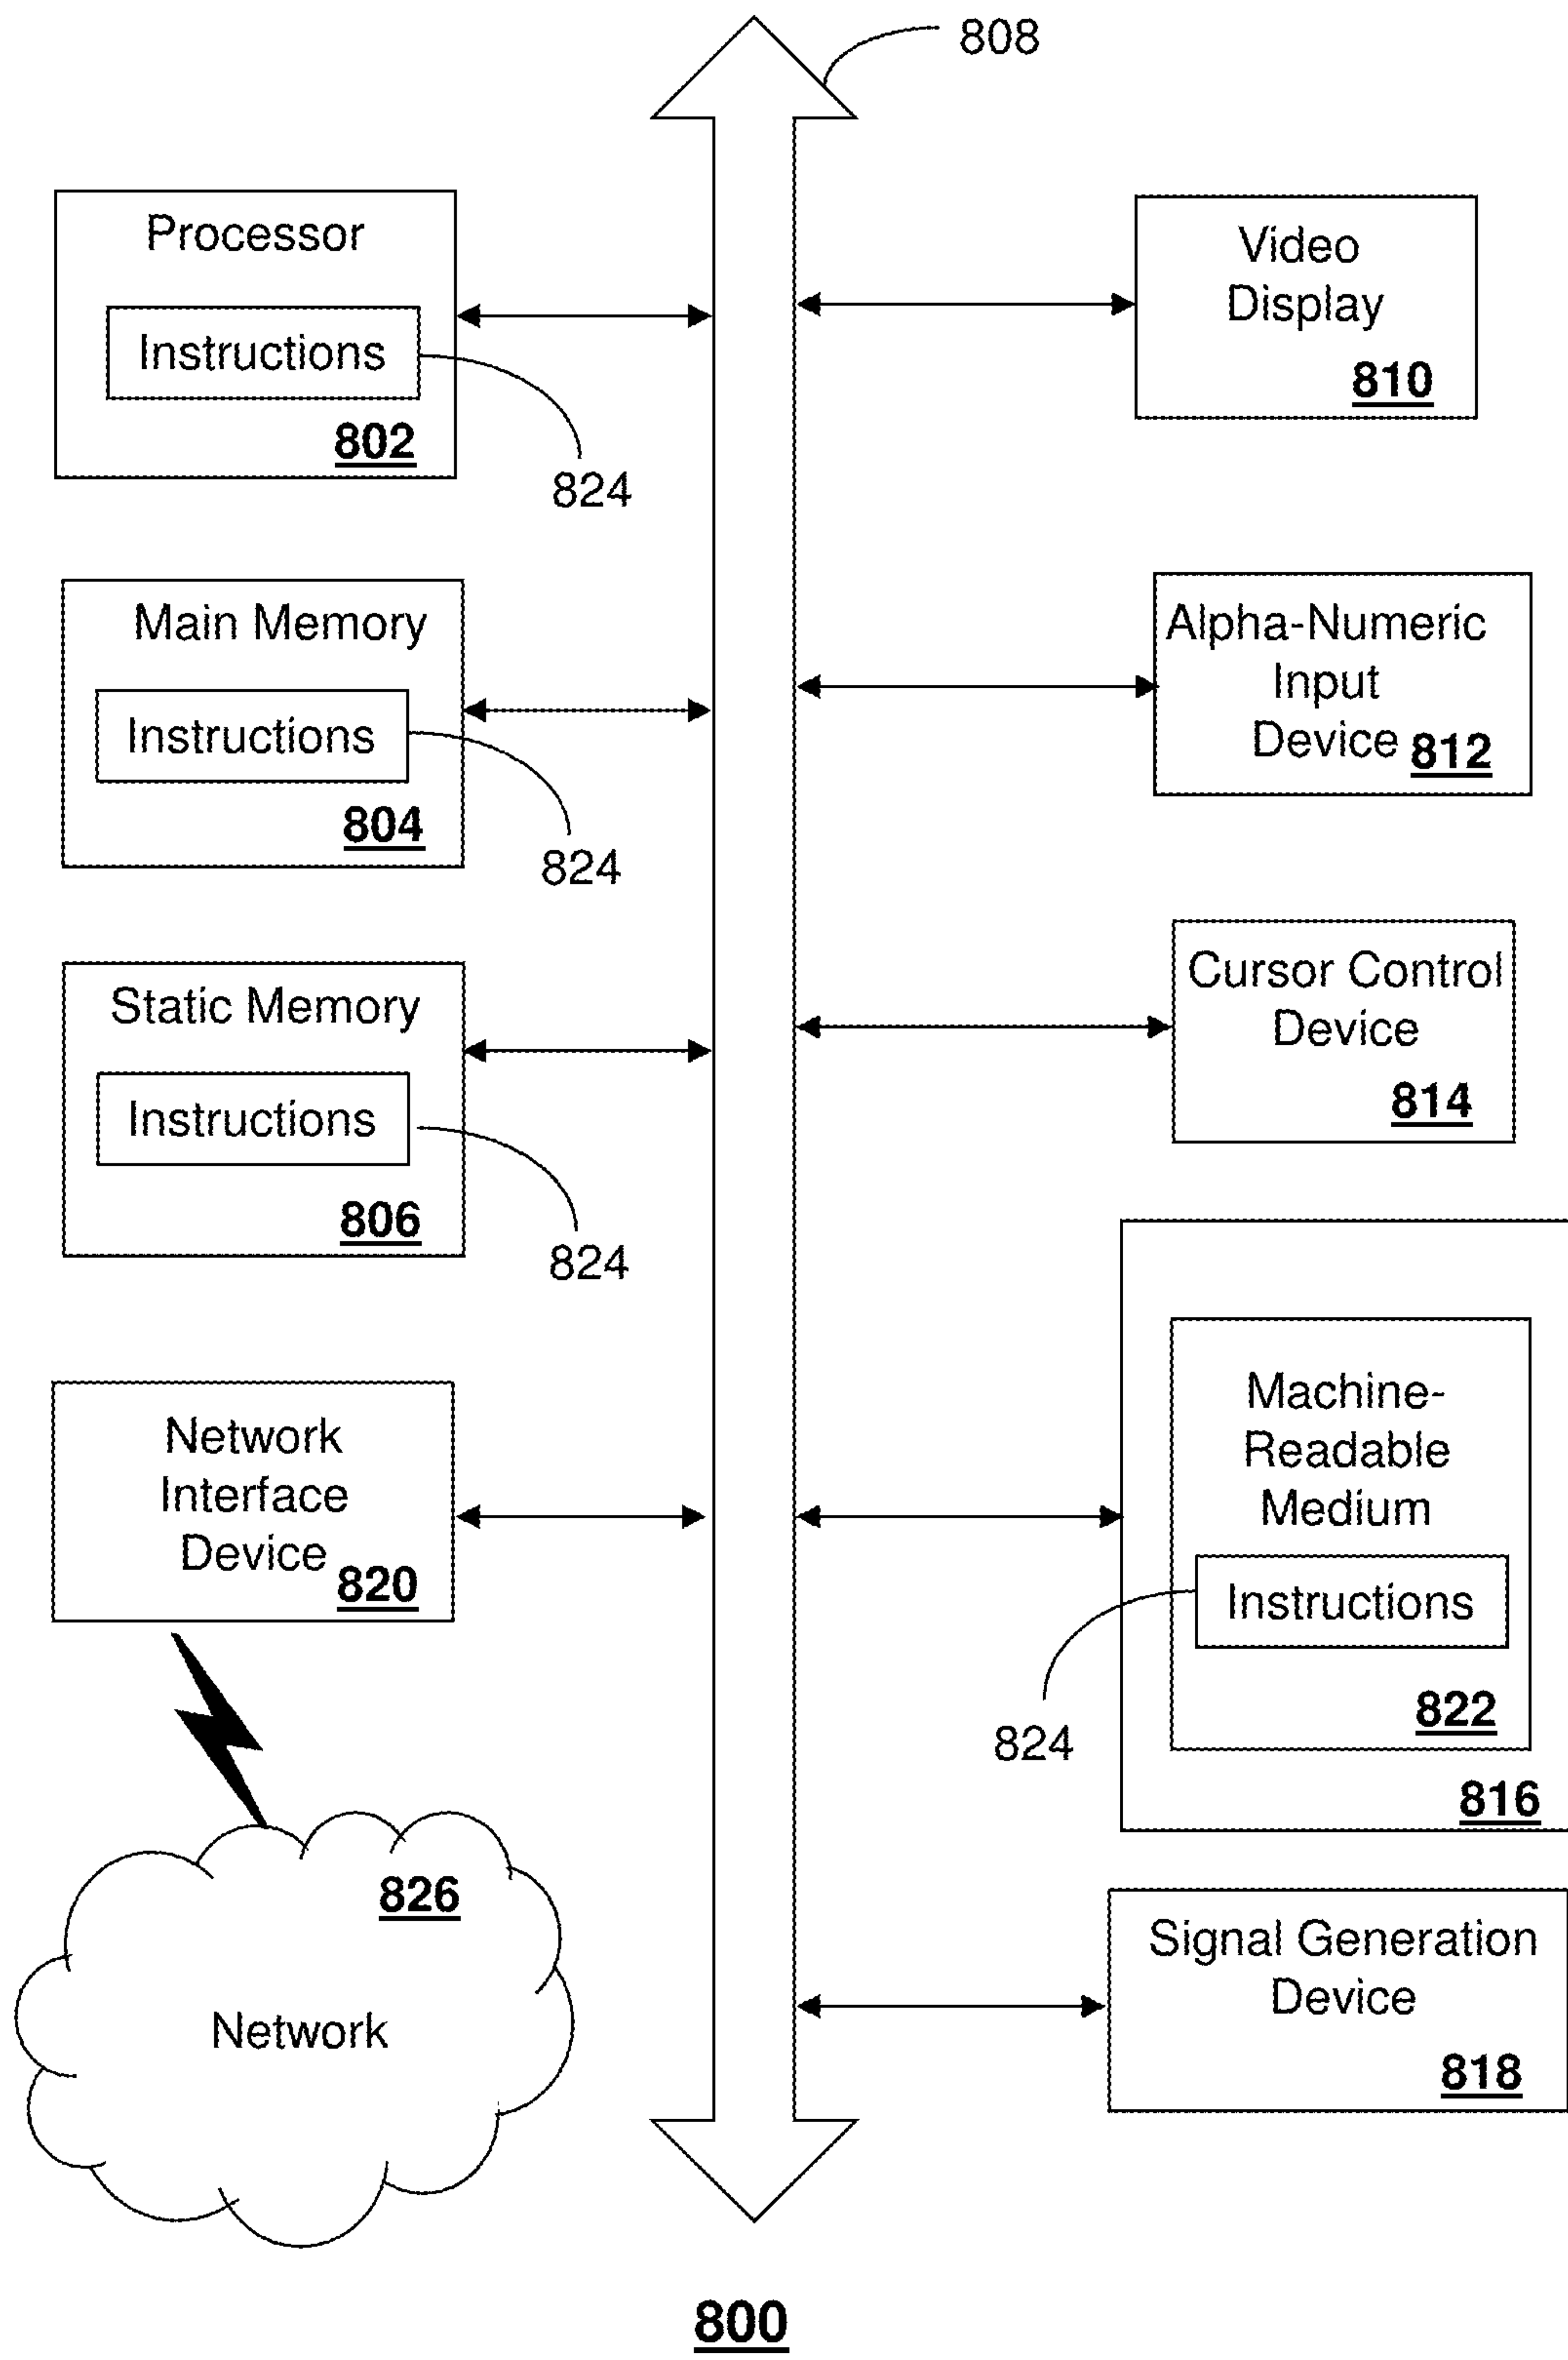 808
Processor
Instructions
802
824
Main Memory
Instructions
804
824
Static Memory
Instructions
806
824
Network
Interface
Device
820
826
Network
Video
Display
810
Alpha-Numeric
Input
Device
812
Cursor Control
Device
814
Machine-
Readable
Medium
Instructions
824
822
816
Signal Generation
Device
818
800